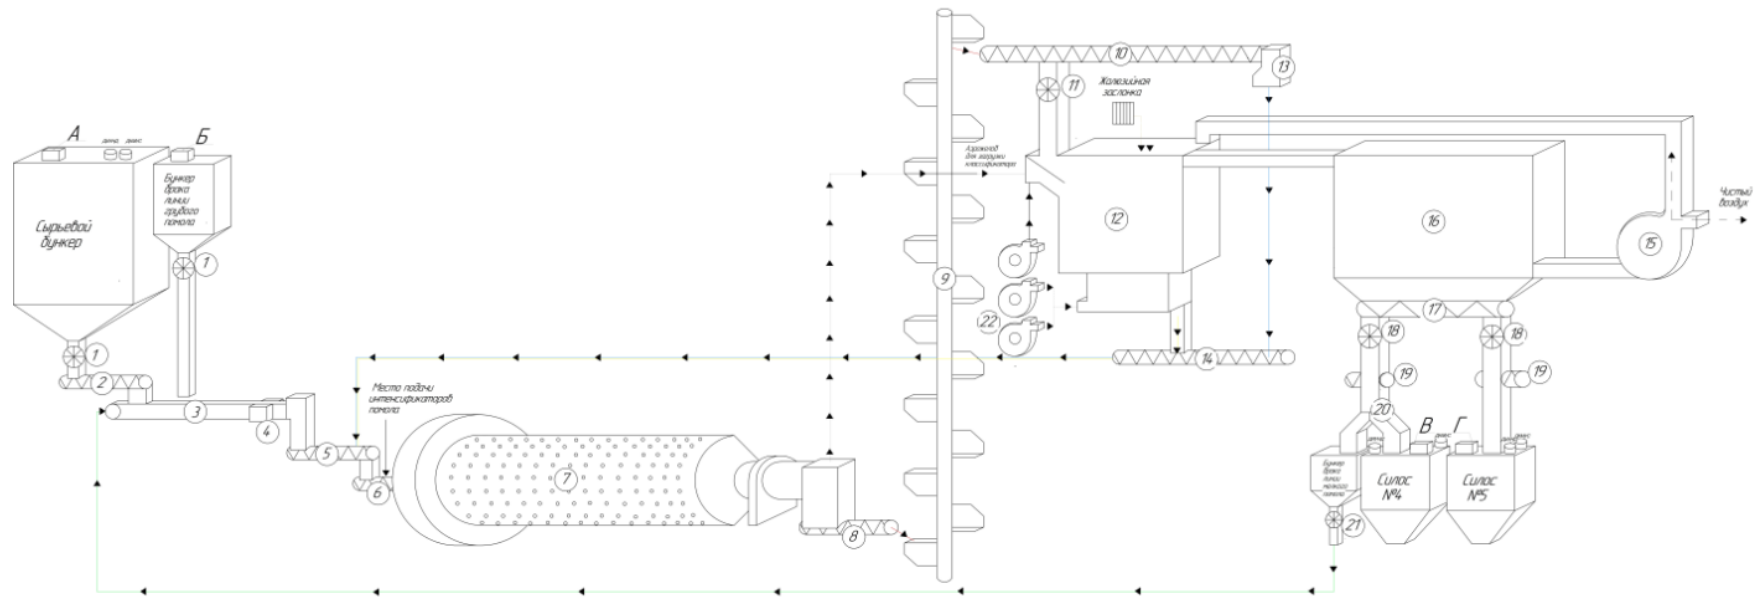 А
Б
Бункер
брака
линии
грубого
помола
Сырьевой
бункер
1
1
2
3
4
5
6
Место подачи
интенсификаторов
помола
7
8
9
10
11
13
Жалюзийная
заслонка
Аэрожелоб
для загрузки
классификатора
12
22
14
16
15
Чистый
воздух
17
18
18
19
19
20
В
Г
Бункер
брака
линии
мелкого
помола
Силос
№4
Силос
№5
21